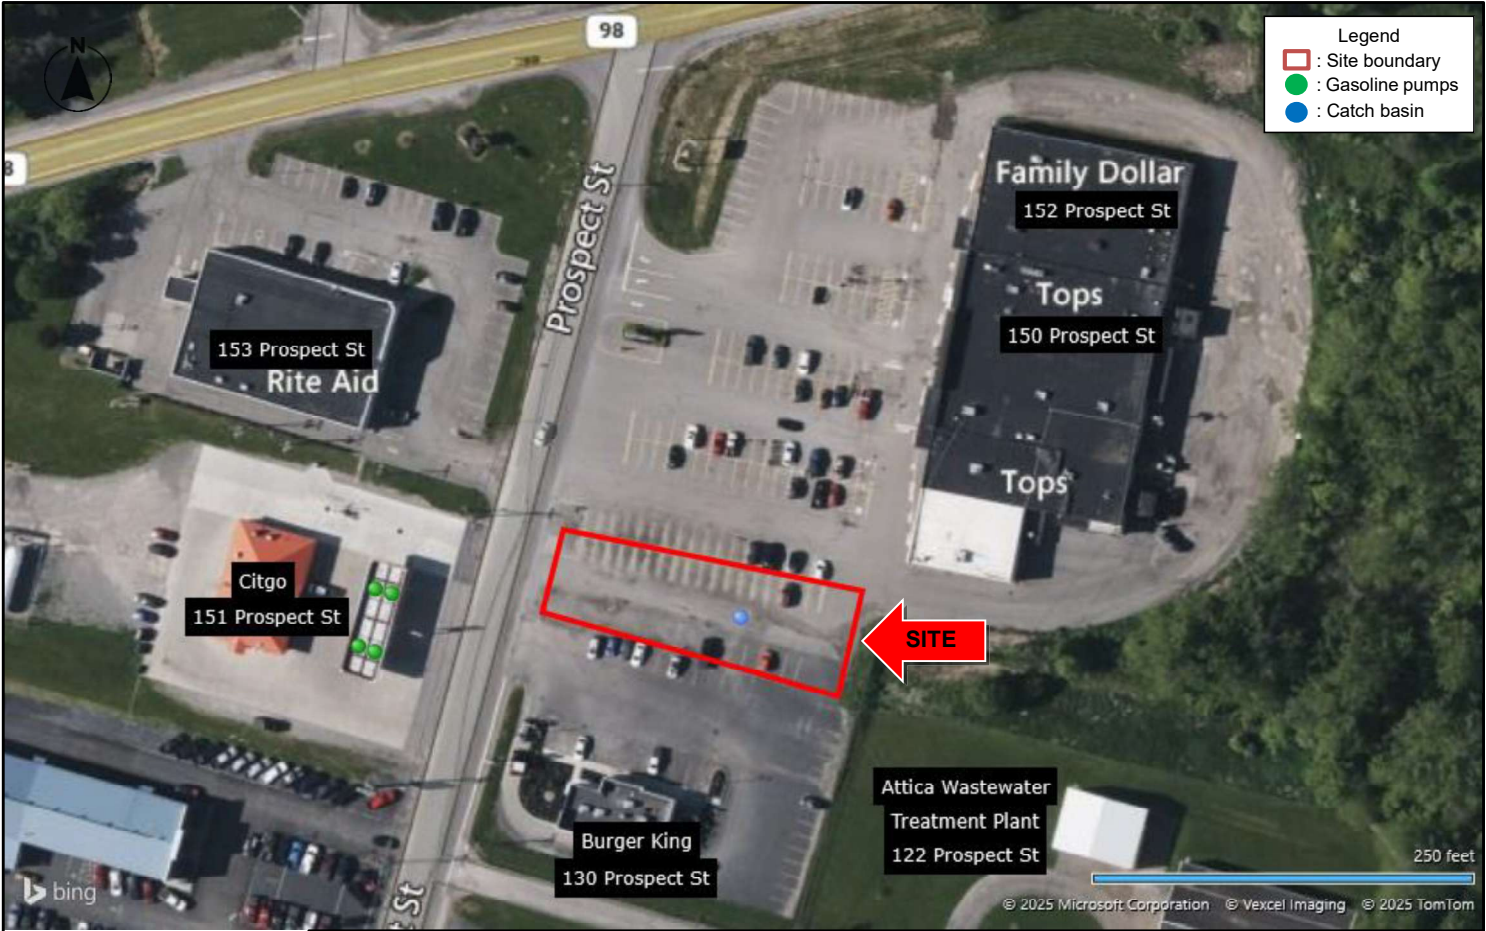 N
98
8
Legend
: Site boundary
: Gasoline pumps
: Catch basin
Prospect St
Family Dollar
152 Prospect St
Tops
150 Prospect St
Tops
153 Prospect St
Rite Aid
Citgo
151 Prospect St
SITE
Attica Wastewater
Treatment Plant
122 Prospect St
Burger King
130 Prospect St
t St
250 feet
bing
© 2025 Microsoft Corporation © Vexcel Imaging © 2025 TomTom